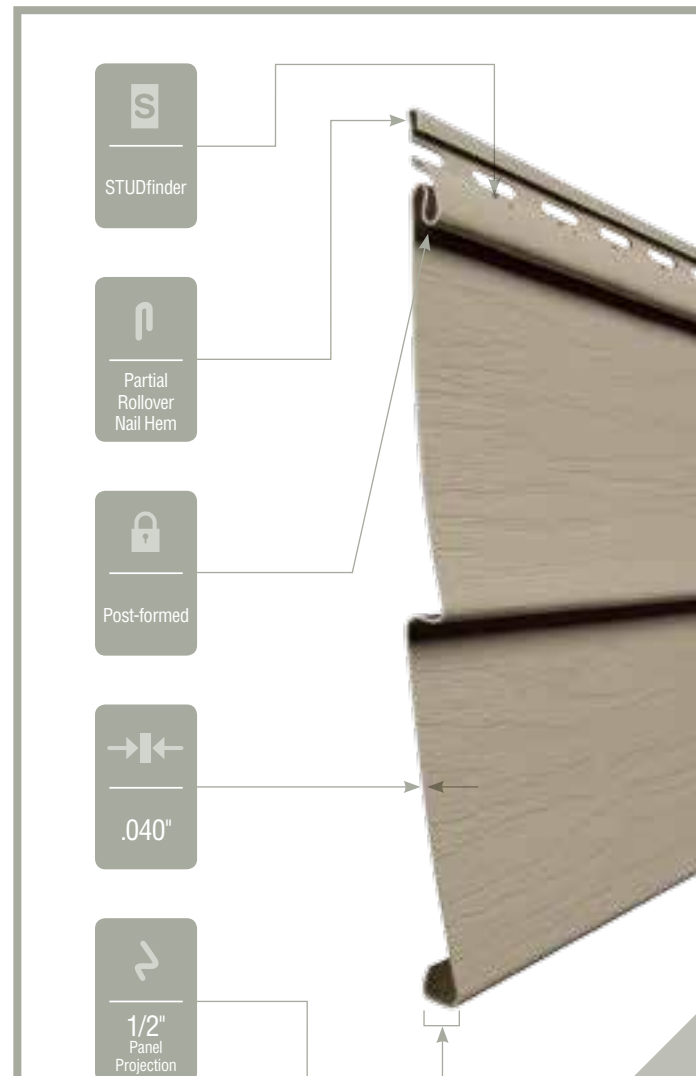 S
STUDfinder
Partial
Rollover
Nail Hem
Post-formed
.040"
1/2"
Panel
Projection